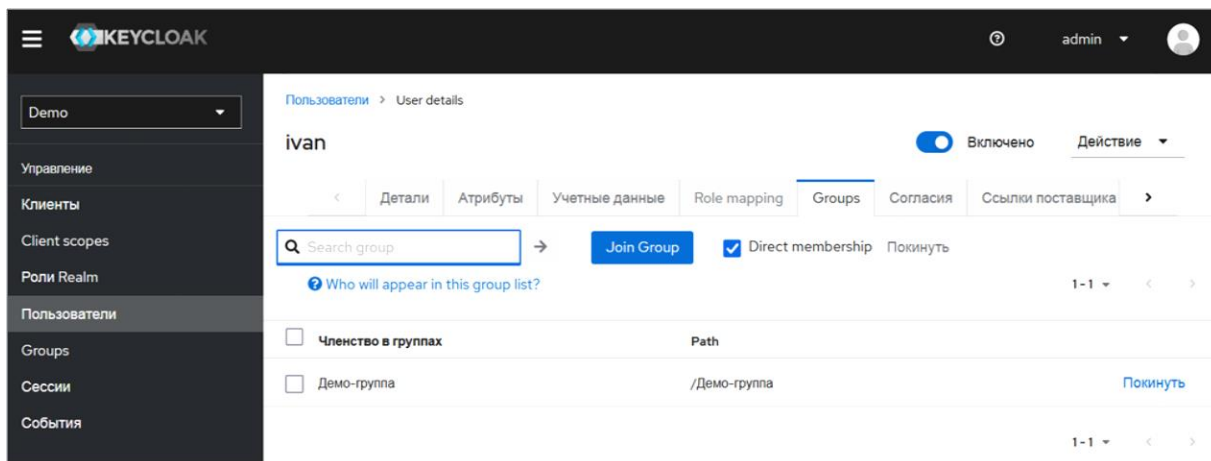 KEYCLOAK
admin
Demo
Управление
Клиенты
Client scopes
Роли Realm
Пользователи
Groups
Сессии
События
Пользователи > User details
ivan
Включено
Действие
Детали
Атрибуты
Учетные данные
Role mapping
Groups
Согласия
Ссылки поставщика
Search group
Join Group
Direct membership
Покинуть
Who will appear in this group list?
1-1
Членство в группах
Path
Демо-группа
/Демо-группа
Покинуть
1-1